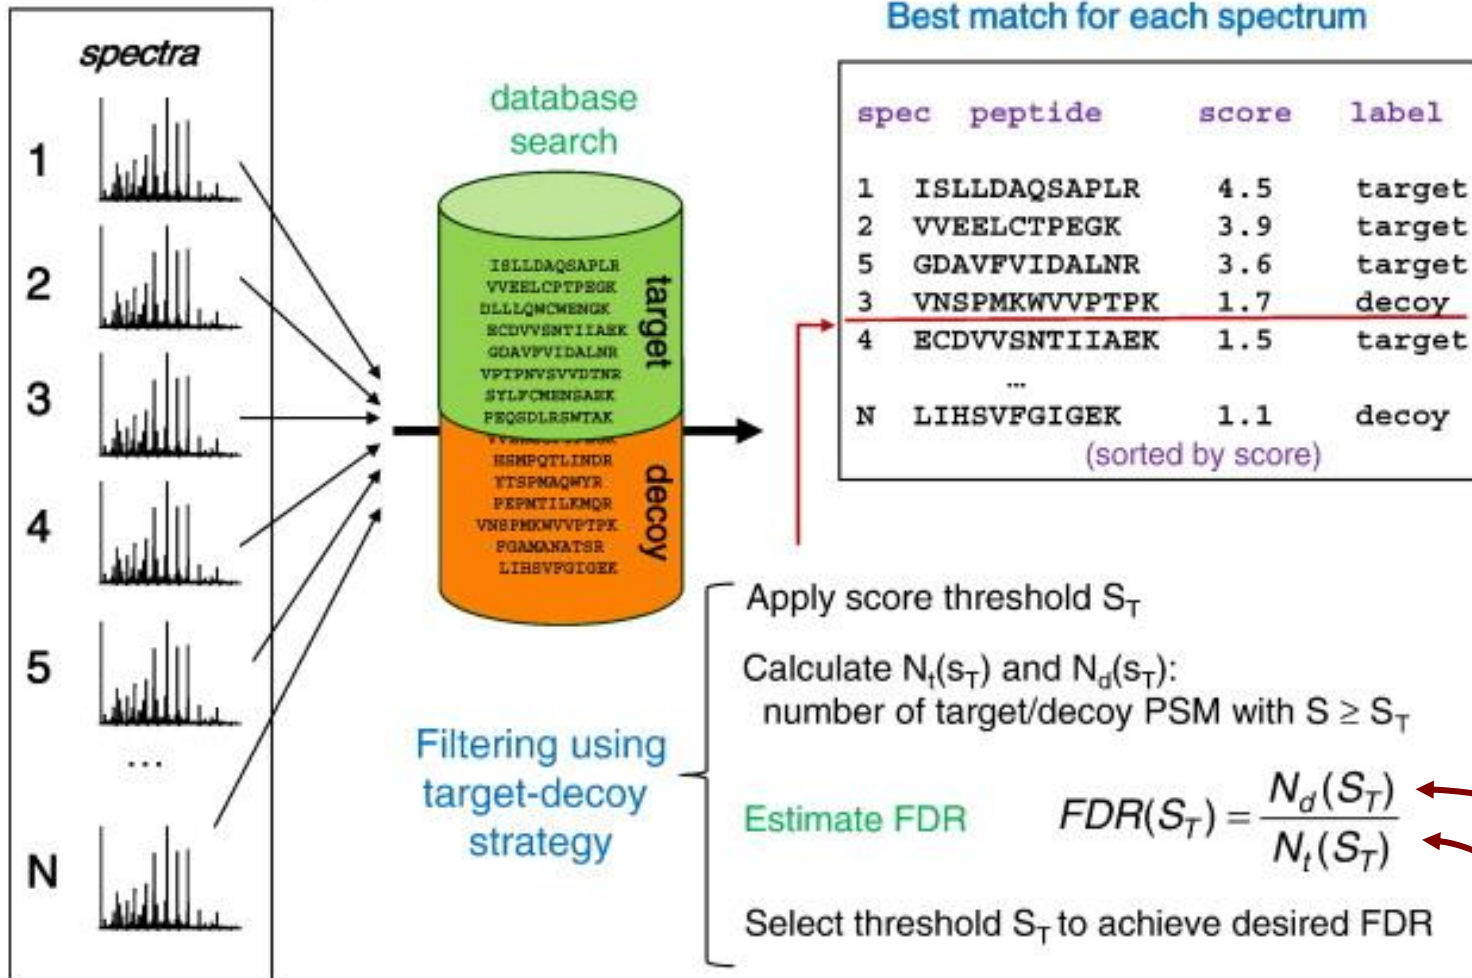 spectra
1
2
3
4
5
...
N
database
search
ISLLDAQSAPLR
VVEELCPTPEGK
DLLLQWCWENGK
ECDVVSNTIIAEK
GDAVFVIDALNR
VPTPNVSVVDTNR
SYLFCMENSAEK
PEQSDLRSWTAK
target
HSMPQTLINDR
YTSPMAQWYR
PEPMTILKMQR
VNSPMKWVVPTPK
FGAMANATSR
LIHSVFGIGEK
decoy
Best match for each spectrum
spec peptide score label
1 ISLLDAQSAPLR 4.5 target
2 VVEELCTPEGK 3.9 target
5 GDAVFVIDALNR 3.6 target
3 VNSPMKWVVPTPK 1.7 decoy
4 ECDVVSNTIIAEK 1.5 target
...
N LIHSVFGIGEK 1.1 decoy
(sorted by score)
Filtering using
target-decoy
strategy
Apply score threshold S_T
Calculate N_t(s_T) and N_d(s_T):
number of target/decoy PSM with S ≥ S_T
Estimate FDR FDR(S_T) = N_d(S_T) / N_t(S_T)
Select threshold S_T to achieve desired FDR